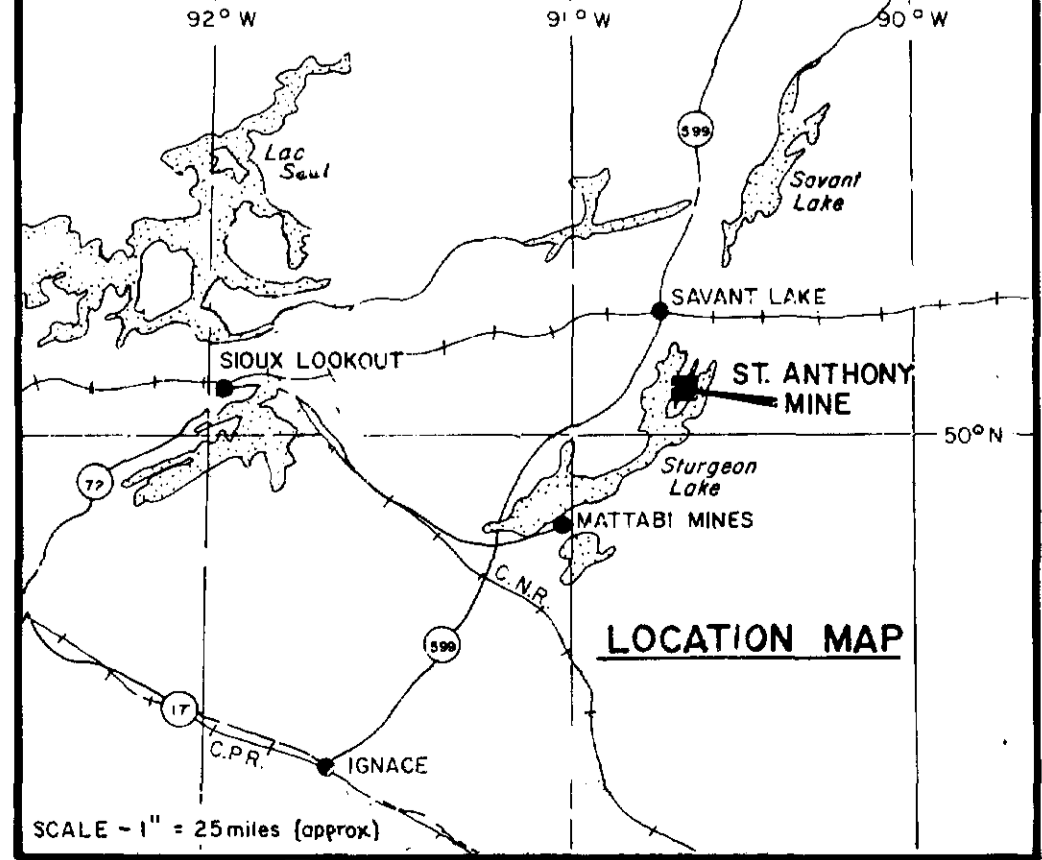 92° W
91° W
90° W
599
Lac
Seul
Savant
Lake
SAVANT LAKE
SIOUX LOOKOUT
ST. ANTHONY
MINE
50° N
72
Sturgeon
Lake
MATTABI MINES
C.N.R.
LOCATION MAP
599
17
C.P.R.
IGNACE
SCALE - 1" = 25 miles (approx)